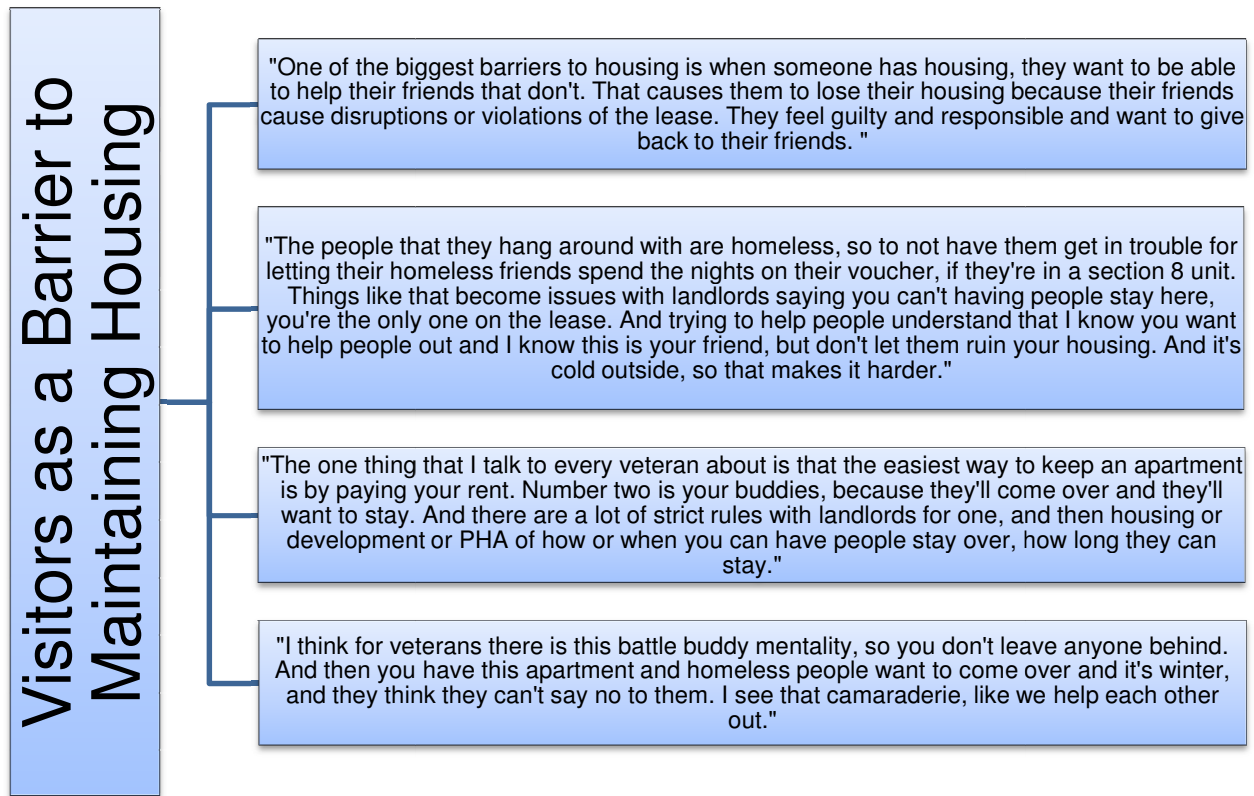 Visitors as a Barrier to
Maintaining Housing
"One of the biggest barriers to housing is when someone has housing, they want to be able
to help their friends that don't. That causes them to lose their housing because their friends
cause disruptions or violations of the lease. They feel guilty and responsible and want to give
back to their friends. "
"The people that they hang around with are homeless, so to not have them get in trouble for
letting their homeless friends spend the nights on their voucher, if they're in a section 8 unit.
Things like that become issues with landlords saying you can't having people stay here,
you're the only one on the lease. And trying to help people understand that I know you want
to help people out and I know this is your friend, but don't let them ruin your housing. And it's
cold outside, so that makes it harder."
"The one thing that I talk to every veteran about is that the easiest way to keep an apartment
is by paying your rent. Number two is your buddies, because they'll come over and they'll
want to stay. And there are a lot of strict rules with landlords for one, and then housing or
development or PHA of how or when you can have people stay over, how long they can
stay."
"I think for veterans there is this battle buddy mentality, so you don't leave anyone behind.
And then you have this apartment and homeless people want to come over and it's winter,
and they think they can't say no to them. I see that camaraderie, like we help each other
out."